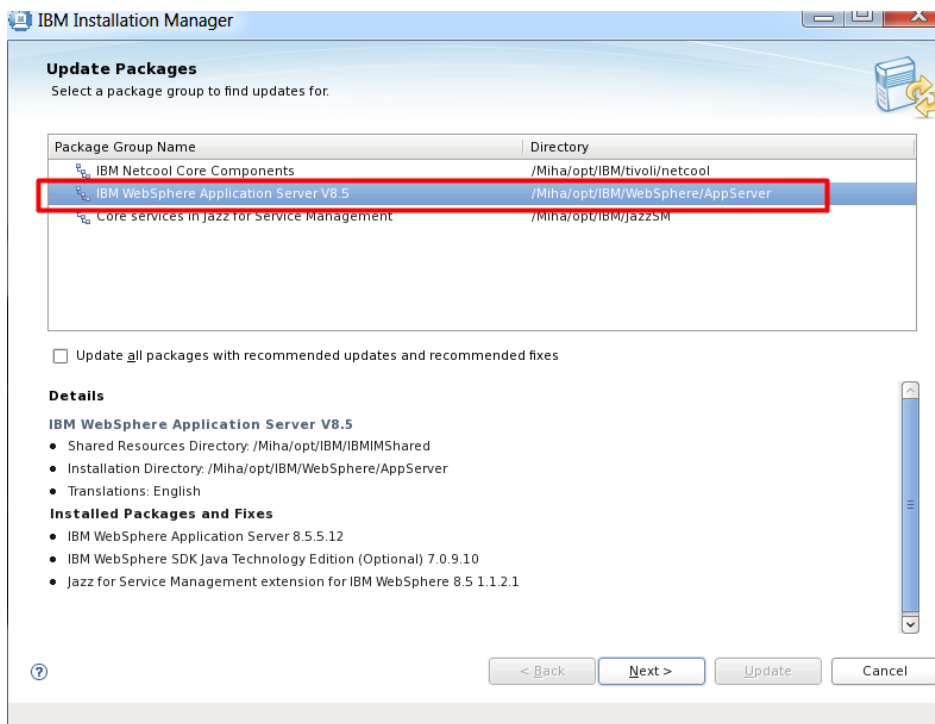 IBM Installation Manager
Update Packages
Select a package group to find updates for.
Package Group Name Directory
IBM Netcool Core Components /Miha/opt/IBM/tivoli/netcool
IBM WebSphere Application Server V8.5 /Miha/opt/IBM/WebSphere/AppServer
Core services in Jazz for Service Management /Miha/opt/IBM/JazzSM
Update all packages with recommended updates and recommended fixes
Details
IBM WebSphere Application Server V8.5
• Shared Resources Directory: /Miha/opt/IBM/IBMIMShared
• Installation Directory: /Miha/opt/IBM/WebSphere/AppServer
• Translations: English
Installed Packages and Fixes
• IBM WebSphere Application Server 8.5.5.12
• IBM WebSphere SDK Java Technology Edition (Optional) 7.0.9.10
• Jazz for Service Management extension for IBM WebSphere 8.5 1.1.2.1
? < Back Next > Update Cancel